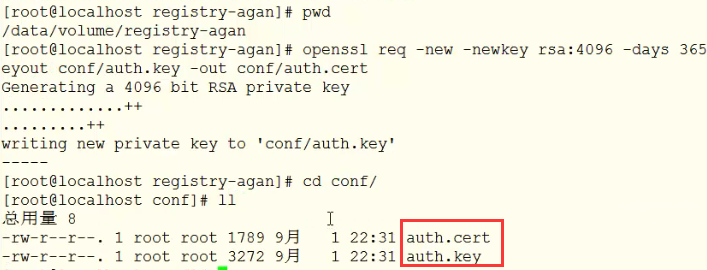 [root@localhost registry-agan]# pwd
/data/volume/registry-agan
[root@localhost registry-agan]# openssl req -new -newkey rsa:4096 -days 365
eyout conf/auth.key -out conf/auth.cert
Generating a 4096 bit RSA private key
.............++
.........++
writing new private key to 'conf/auth.key'
-----
[root@localhost registry-agan]# cd conf/
[root@localhost conf]# ll
总用量 8
-rw-r--r--. 1 root root 1789 9月   1 22:31 auth.cert
-rw-r--r--. 1 root root 3272 9月   1 22:31 auth.key